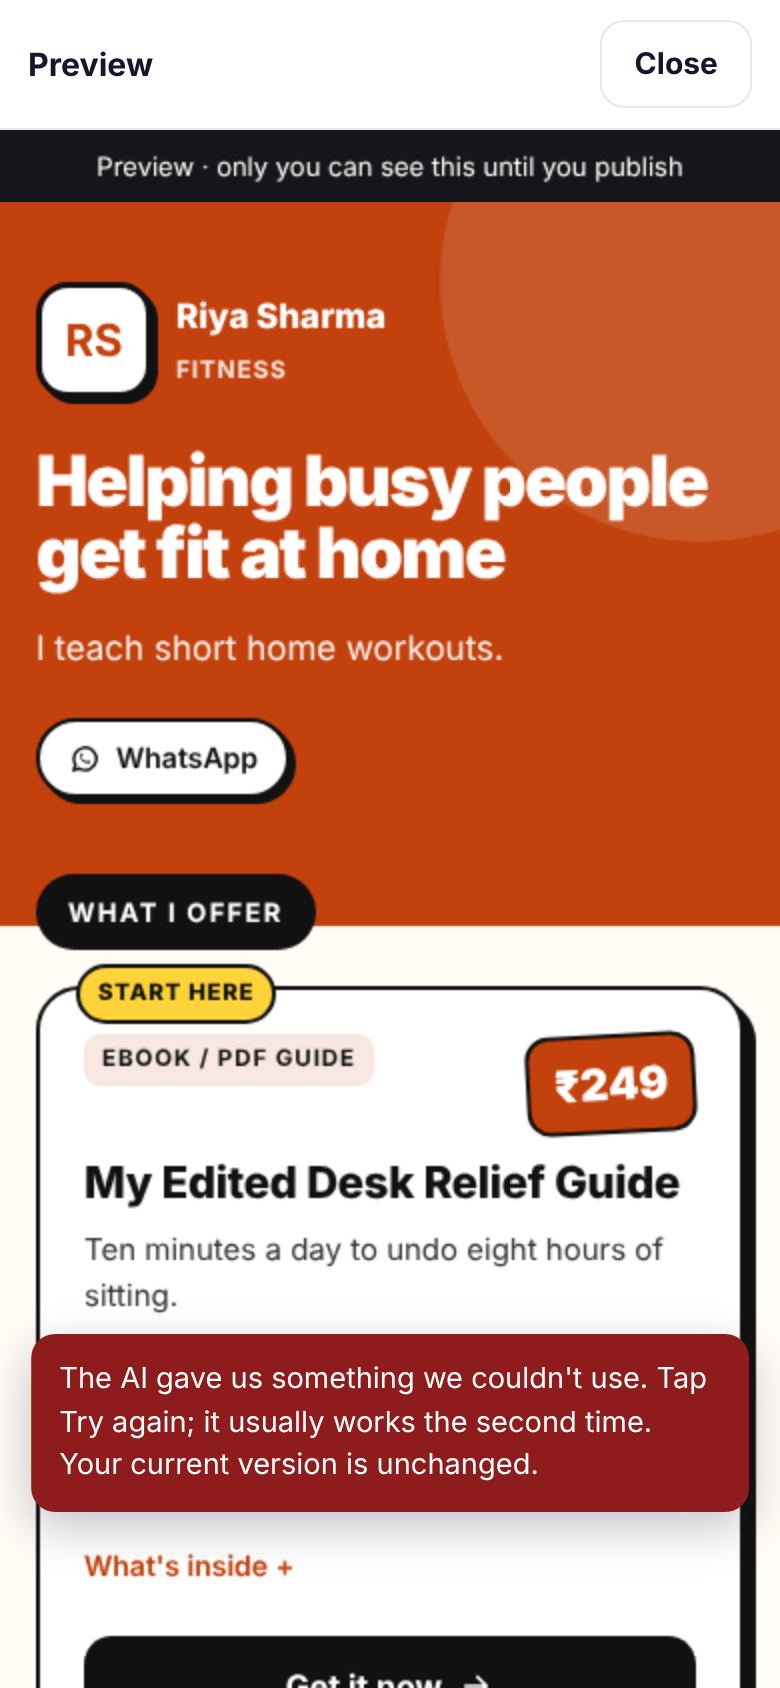 Preview
Close
Preview · only you can see this until you publish
RS
Riya Sharma
FITNESS
Helping busy people
get fit at home
I teach short home workouts.
WhatsApp
WHAT I OFFER
START HERE
EBOOK / PDF GUIDE
₹249
My Edited Desk Relief Guide
Ten minutes a day to undo eight hours of
sitting.
The AI gave us something we couldn't use. Tap
Try again; it usually works the second time.
Your current version is unchanged.
What's inside +
Get it now →